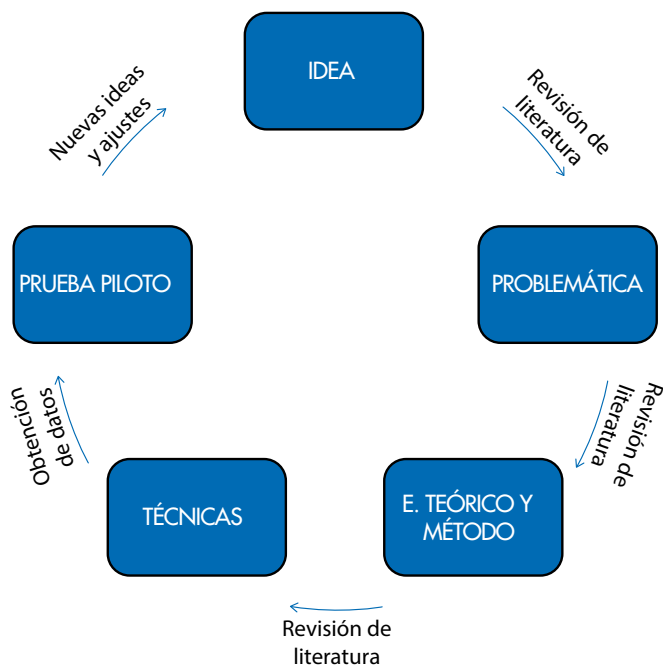 IDEA
Revisión de
literatura
PROBLEMÁTICA
Revisión de
literatura
E. TEÓRICO Y
MÉTODO
Revisión de
literatura
TÉCNICAS
Obtención
de datos
PRUEBA PILOTO
Nuevas ideas
y ajustes